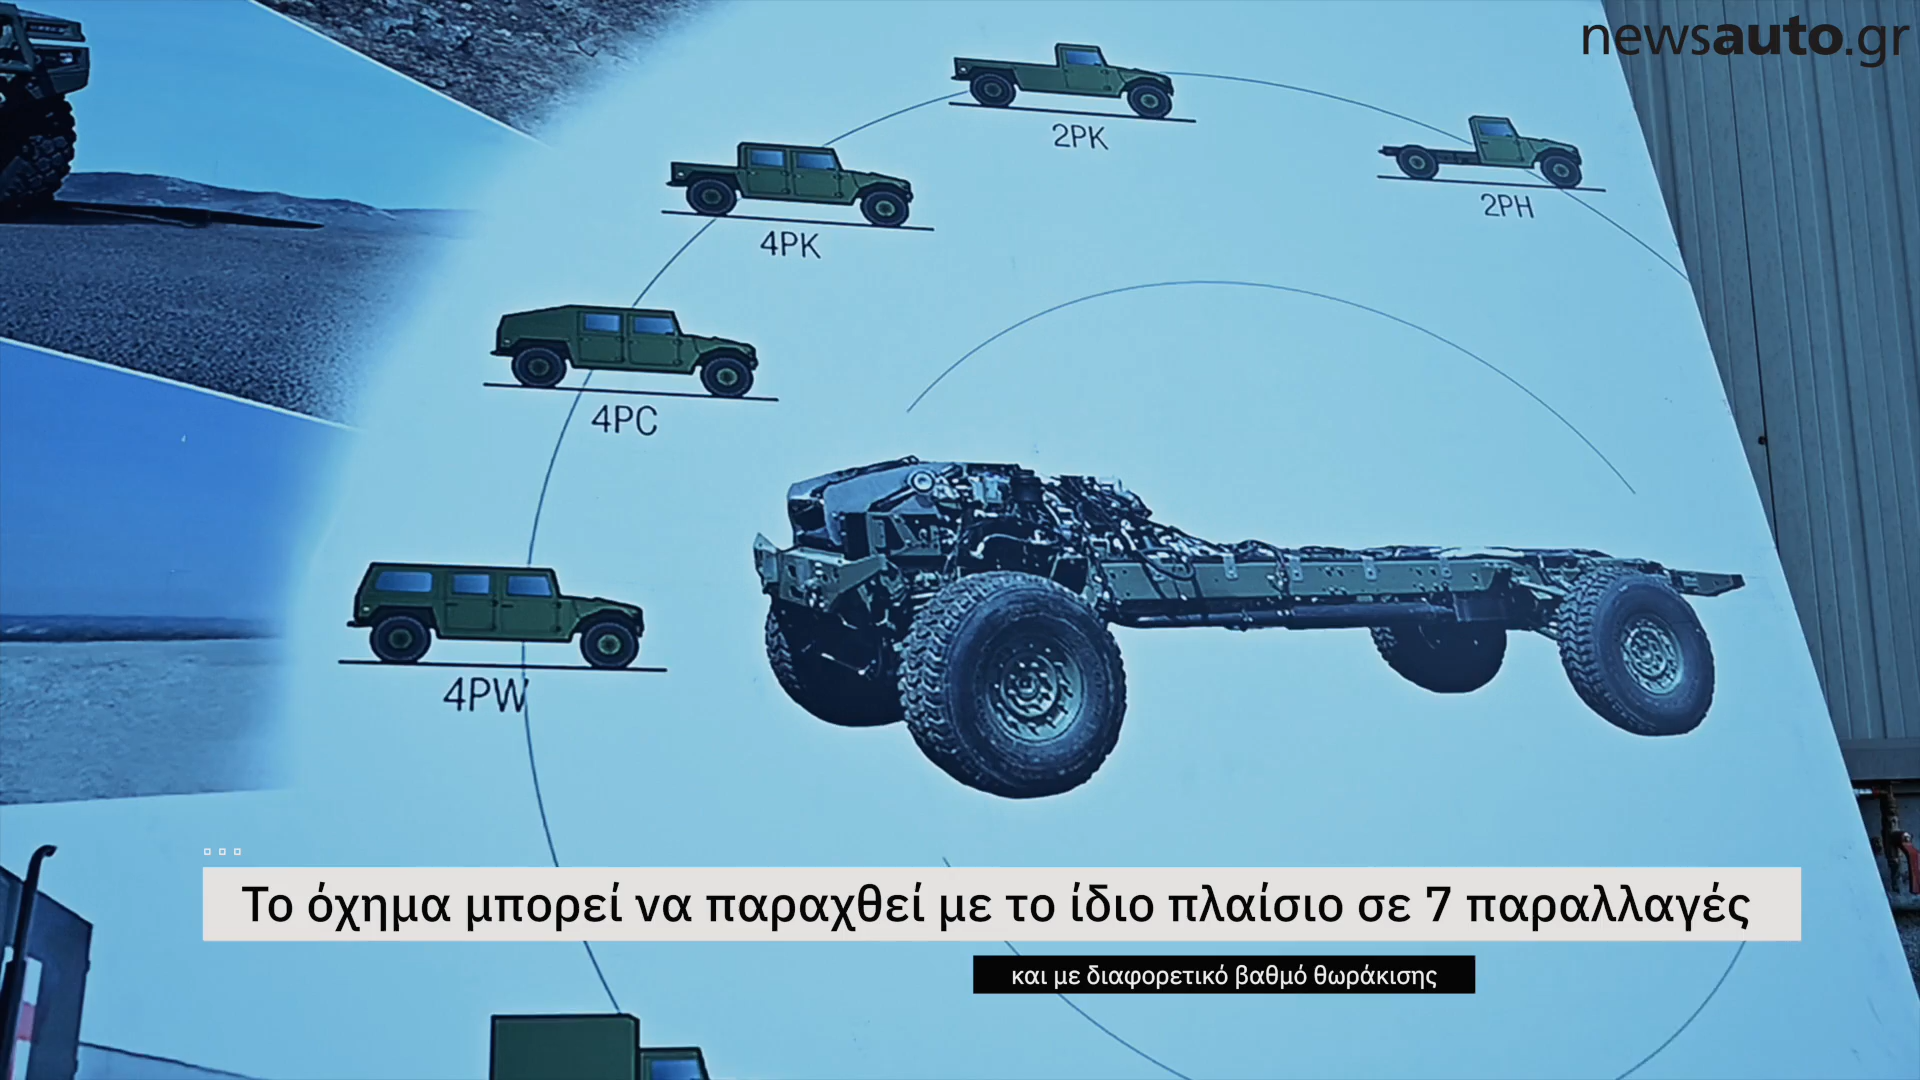 newsauto.gr
2PK
2PH
4PK
4PC
4PW
Το όχημα μπορεί να παραχθεί με το ίδιο πλαίσιο σε 7 παραλλαγές
και με διαφορετικό βαθμό θωράκισης